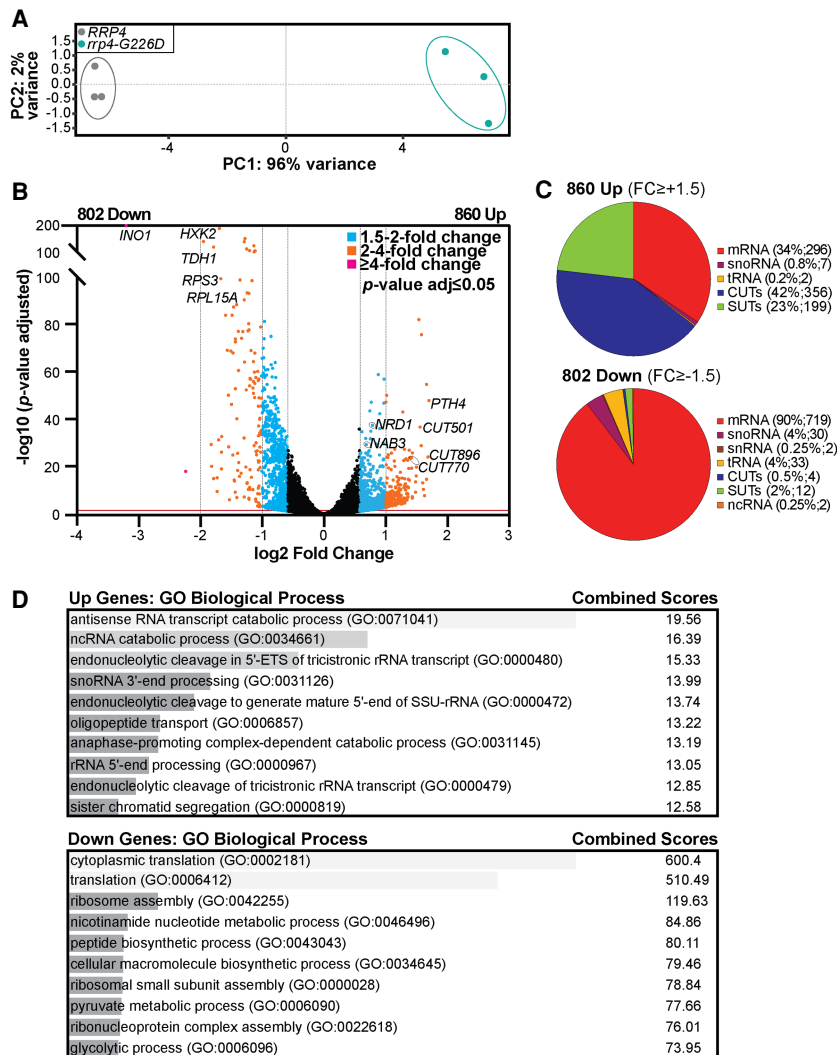 A
RRP4
rrp4-G226D
PC2: 2%
variance
1.5
1.0
0.5
0.0
-0.5
-1.0
-1.5
-4
0
4
PC1: 96% variance
B
802 Down
860 Up
200
100
100
80
60
40
20
0
-log10 (p-value adjusted)
INO1
HXK2
TDH1
RPS3
RPL15A
1.5-2-fold change
2-4-fold change
≥4-fold change
p-value adj≤0.05
PTH4
NRD1
CUT501
NAB3
CUT896
CUT770
-4
-3
-2
-1
0
1
2
3
log2 Fold Change
C
860 Up (FC≥+1.5)
mRNA (34%;296)
snoRNA (0.8%;7)
tRNA (0.2%;2)
CUTs (42%;356)
SUTs (23%;199)
802 Down (FC≥-1.5)
mRNA (90%;719)
snoRNA (4%;30)
snRNA (0.25%;2)
tRNA (4%;33)
CUTs (0.5%;4)
SUTs (2%;12)
ncRNA (0.25%;2)
D
Up Genes: GO Biological Process Combined Scores
antisense RNA transcript catabolic process (GO:0071041) 19.56
ncRNA catabolic process (GO:0034661) 16.39
endonucleolytic cleavage in 5'-ETS of tricistronic rRNA transcript (GO:0000480) 15.33
snoRNA 3'-end processing (GO:0031126) 13.99
endonucleolytic cleavage to generate mature 5'-end of SSU-rRNA (GO:0000472) 13.74
oligopeptide transport (GO:0006857) 13.22
anaphase-promoting complex-dependent catabolic process (GO:0031145) 13.19
rRNA 5'-end processing (GO:0000967) 13.05
endonucleolytic cleavage of tricistronic rRNA transcript (GO:0000479) 12.85
sister chromatid segregation (GO:0000819) 12.58
Down Genes: GO Biological Process Combined Scores
cytoplasmic translation (GO:0002181) 600.4
translation (GO:0006412) 510.49
ribosome assembly (GO:0042255) 119.63
nicotinamide nucleotide metabolic process (GO:0046496) 84.86
peptide biosynthetic process (GO:0043043) 80.11
cellular macromolecule biosynthetic process (GO:0034645) 79.46
ribosomal small subunit assembly (GO:0000028) 78.84
pyruvate metabolic process (GO:0006090) 77.66
ribonucleoprotein complex assembly (GO:0022618) 76.01
glycolytic process (GO:0006096) 73.95